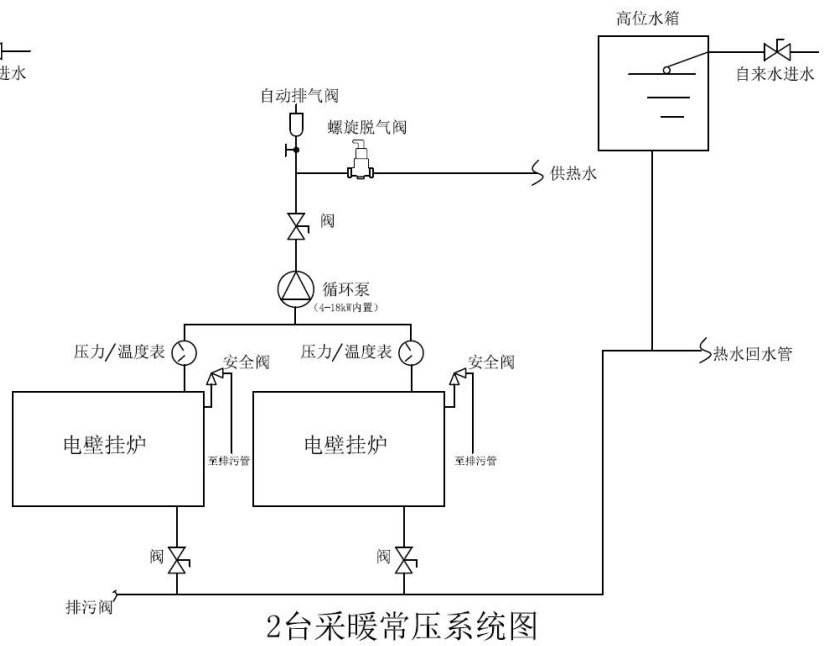 高位水箱
进水
自来水进水
自动排气阀
螺旋脱气阀
供热水
阀
循环泵
(4-18kW内置)
压力/温度表
安全阀
压力/温度表
安全阀
热水回水管
电壁挂炉
至排污管
电壁挂炉
至排污管
阀
阀
排污阀
2台采暖常压系统图